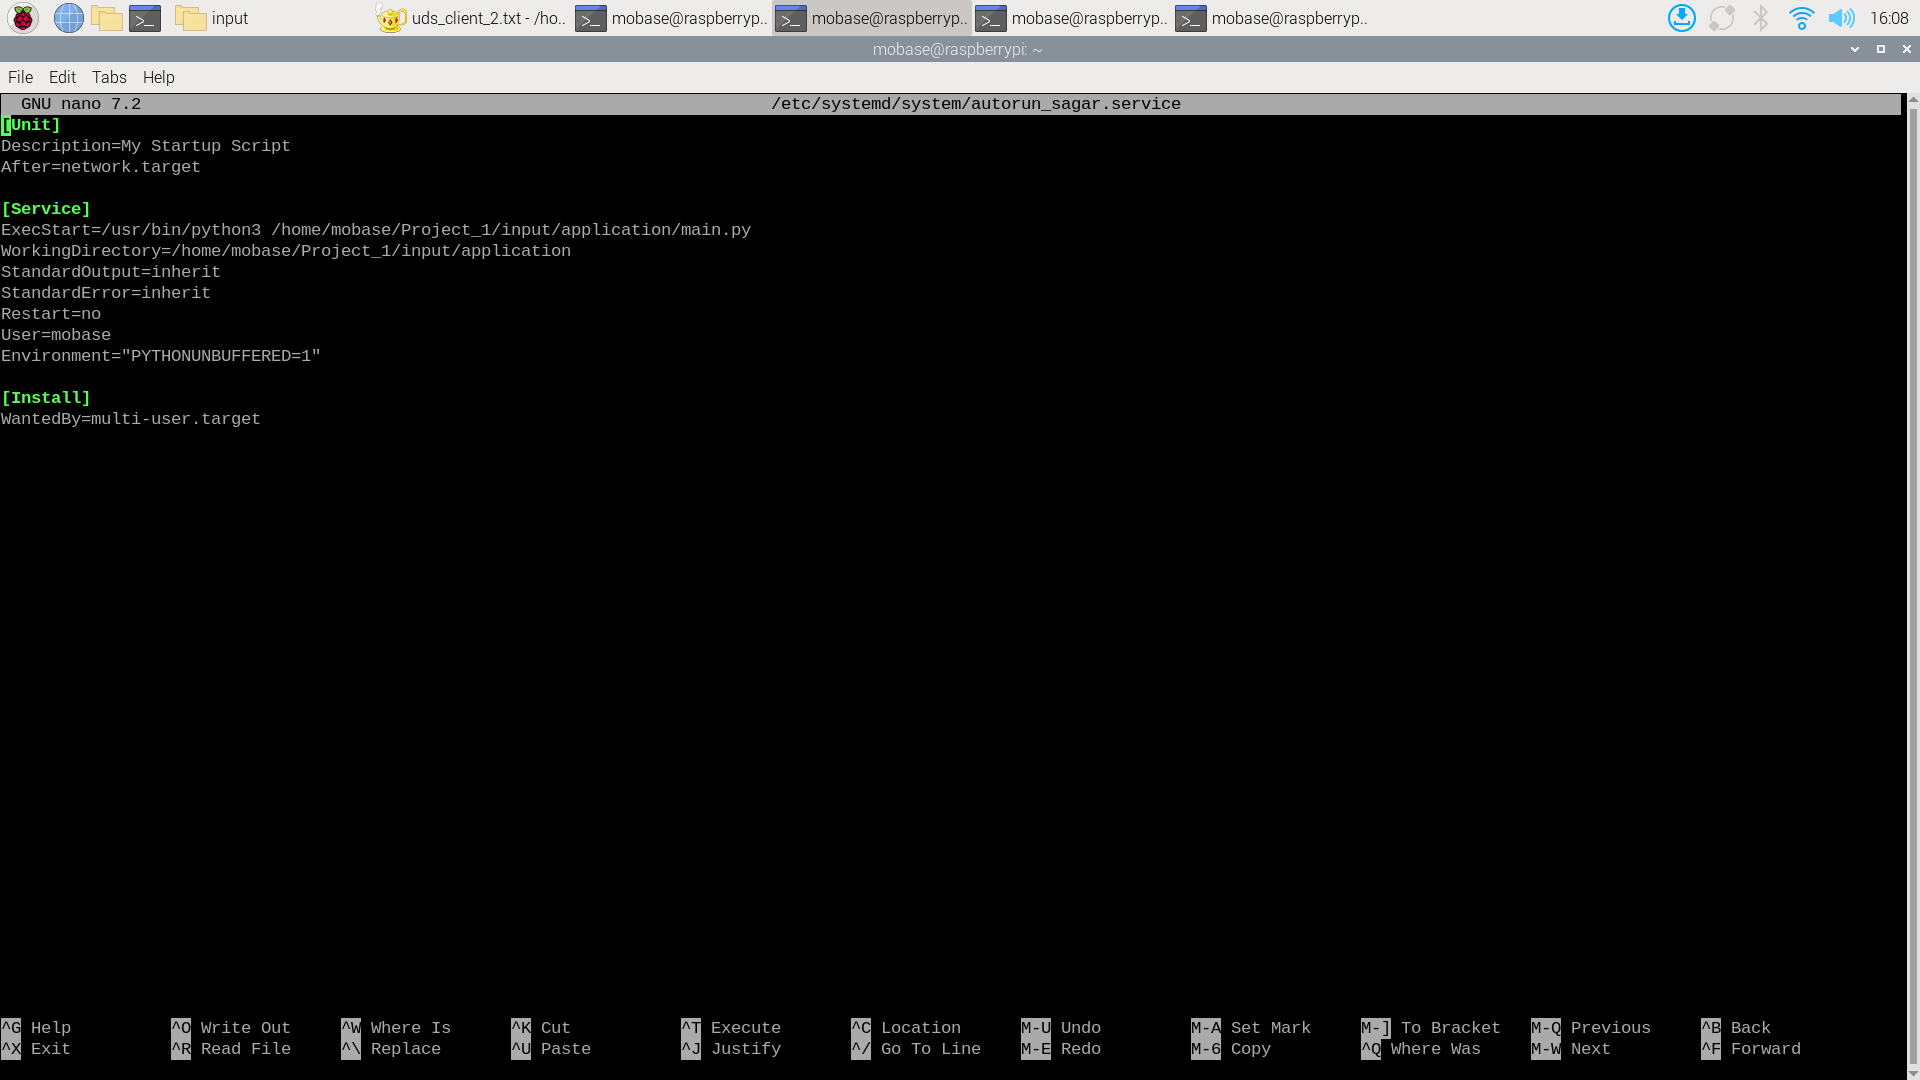 input
uds_client_2.txt - /ho..
mobase@raspberryp..
mobase@raspberryp..
mobase@raspberryp..
mobase@raspberryp..
16:08
mobase@raspberrypi: ~
File Edit Tabs Help
GNU nano 7.2 /etc/systemd/system/autorun_sagar.service
[Unit]
Description=My Startup Script
After=network.target
[Service]
ExecStart=/usr/bin/python3 /home/mobase/Project_1/input/application/main.py
WorkingDirectory=/home/mobase/Project_1/input/application
StandardOutput=inherit
StandardError=inherit
Restart=no
User=mobase
Environment="PYTHONUNBUFFERED=1"
[Install]
WantedBy=multi-user.target
^G Help ^O Write Out ^W Where Is ^K Cut ^T Execute ^C Location M-U Undo M-A Set Mark M-] To Bracket M-Q Previous ^B Back
^X Exit ^R Read File ^\ Replace ^U Paste ^J Justify ^/ Go To Line M-E Redo M-6 Copy ^Q Where Was M-W Next ^F Forward